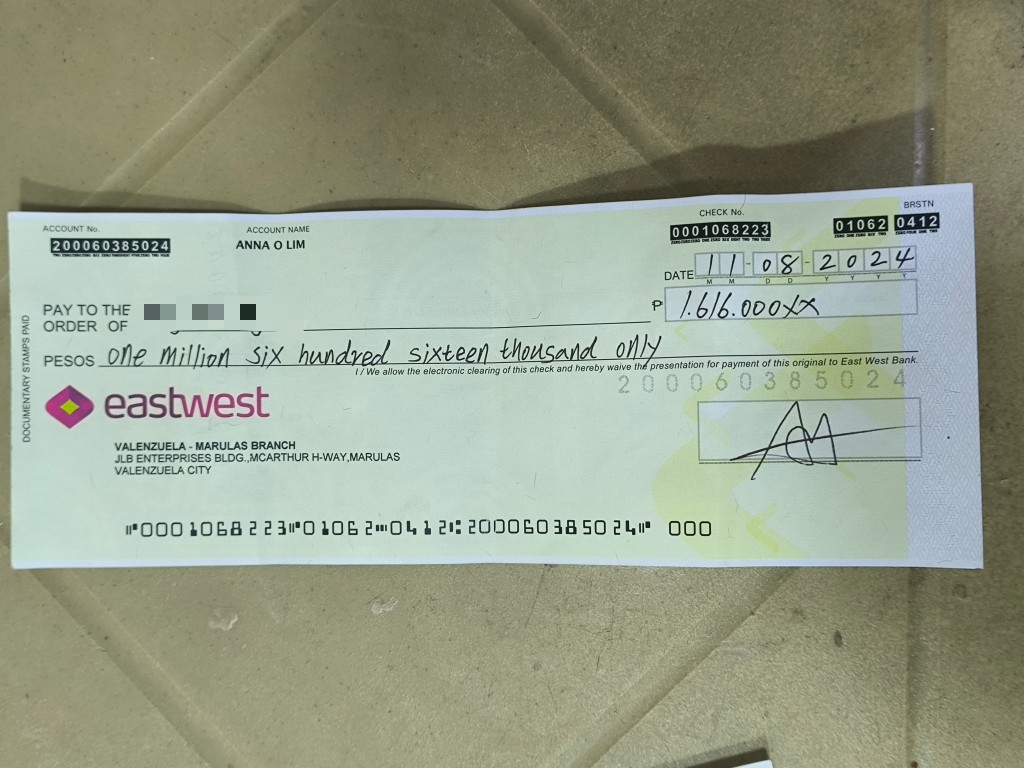 BRSTN
CHECK No.
ACCOUNT No. ACCOUNT NAME
200060385024 ANNA O LIM 0001068223 01062 0412
DATE 11-08-2024
M M D D Y Y Y Y
PAY TO THE
ORDER OF
₱ 1.616.000xx
PESOS one million six hundred sixteen thousand only
I / We allow the electronic clearing of this check and hereby waive the presentation for payment of this original to East West Bank.
200060385024
DOCUMENTARY STAMPS PAID
eastwest
VALENZUELA - MARULAS BRANCH
JLB ENTERPRISES BLDG.,MCARTHUR H-WAY,MARULAS
VALENZUELA CITY
⑈0001068223⑈01062⑉0412⑆200060385024⑈ 000